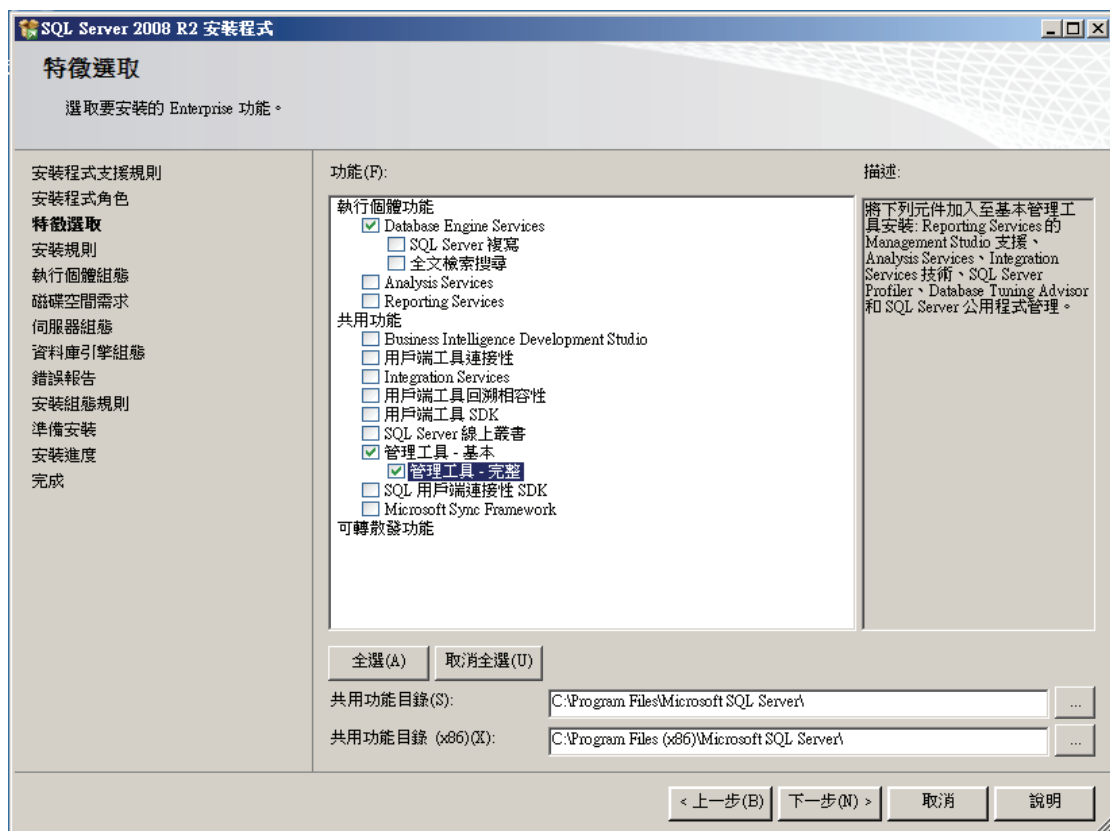 SQL Server 2008 R2 安裝程式
特徵選取
選取要安裝的 Enterprise 功能。
安裝程式支援規則
安裝程式角色
特徵選取
安裝規則
執行個體組態
磁碟空間需求
伺服器組態
資料庫引擎組態
錯誤報告
安裝組態規則
準備安裝
安裝進度
完成
功能(F):
執行個體功能
Database Engine Services
SQL Server 複寫
全文檢索搜尋
Analysis Services
Reporting Services
共用功能
Business Intelligence Development Studio
用戶端工具連接性
Integration Services
用戶端工具回溯相容性
用戶端工具 SDK
SQL Server 線上叢書
管理工具 - 基本
管理工具 - 完整
SQL 用戶端連接性 SDK
Microsoft Sync Framework
可轉散發功能
描述:
將下列元件加入至基本管理工
具安裝: Reporting Services 的
Management Studio 支援、
Analysis Services、Integration
Services 技術、SQL Server
Profiler、Database Tuning Advisor
和 SQL Server 公用程式管理。
全選(A)
取消全選(U)
共用功能目錄(S):
C:\Program Files\Microsoft SQL Server\
...
共用功能目錄 (x86)(X):
C:\Program Files (x86)\Microsoft SQL Server\
...
< 上一步(B)
下一步(N) >
取消
說明